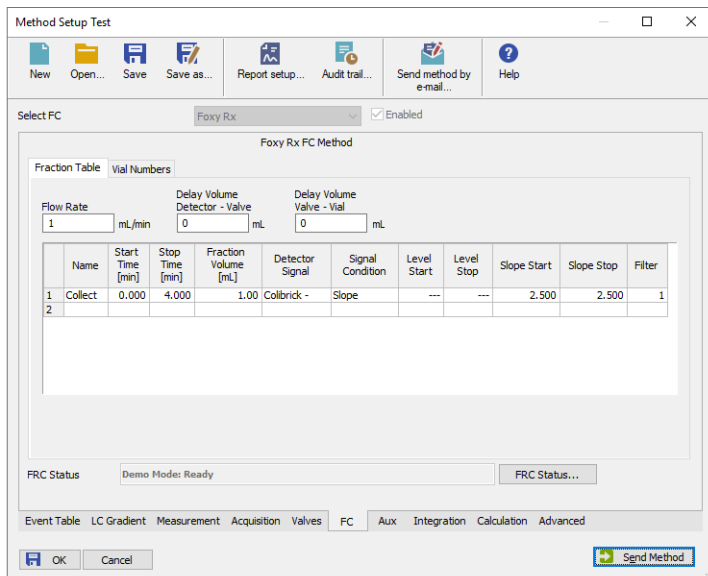 Method Setup Test
New Open... Save Save as... Report setup... Audit trail... Send method by e-mail... Help
Select FC Foxy Rx Enabled
Foxy Rx FC Method
Fraction Table Vial Numbers
Flow Rate Delay Volume Detector - Valve Delay Volume Valve - Vial
1 mL/min 0 mL 0 mL
Name Start Time [min] Stop Time [min] Fraction Volume [mL] Detector Signal Signal Condition Level Start Level Stop Slope Start Slope Stop Filter
1 Collect 0.000 4.000 1.00 Colibrick - Slope --- --- 2.500 2.500 1
2
FRC Status Demo Mode: Ready FRC Status...
Event Table LC Gradient Measurement Acquisition Valves FC Aux Integration Calculation Advanced
OK Cancel Send Method